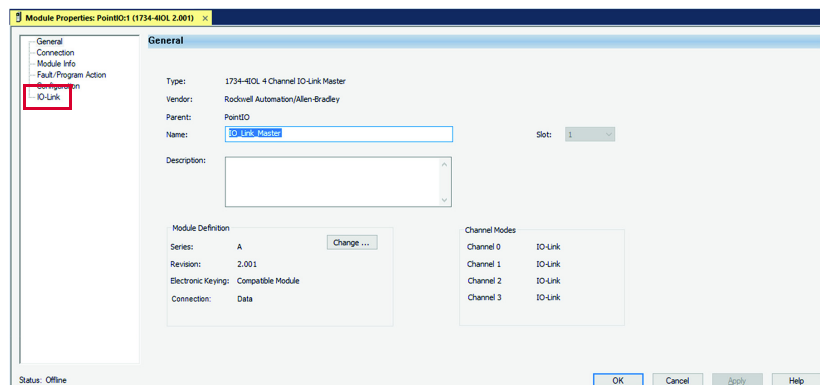 Module Properties: PointIO:1 (1734-4IOL 2.001) ×
General
Connection
Module Info
Fault/Program Action
Configuration
IO-Link
General
Type: 1734-4IOL 4 Channel IO-Link Master
Vendor: Rockwell Automation/Allen-Bradley
Parent: PointIO
Name: IO_Link_Master Slot: 1
Description:
Module Definition
Series: A Change ...
Revision: 2.001
Electronic Keying: Compatible Module
Connection: Data
Channel Modes
Channel 0 IO-Link
Channel 1 IO-Link
Channel 2 IO-Link
Channel 3 IO-Link
Status: Offline
OK Cancel Apply Help